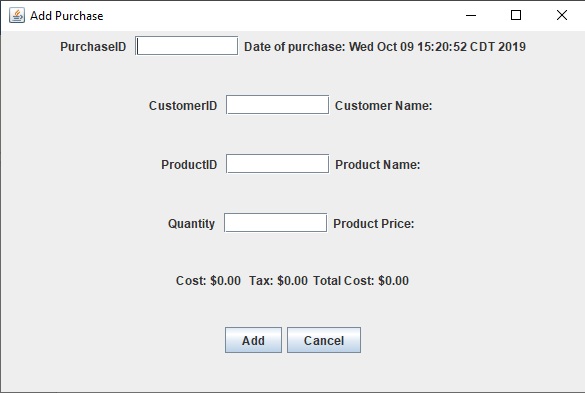 Add Purchase
PurchaseID Date of purchase: Wed Oct 09 15:20:52 CDT 2019
CustomerID Customer Name:
ProductID Product Name:
Quantity Product Price:
Cost: $0.00 Tax: $0.00 Total Cost: $0.00
Add Cancel